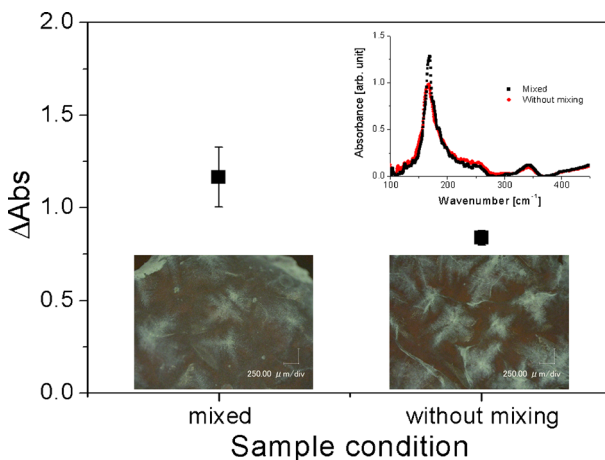 2.0
1.5
1.0
0.5
0.0
ΔAbs
1.5
1.0
0.5
0.0
Absorbance [arb. unit]
Mixed
Without mixing
100 200 300 400
Wavenumber [cm⁻¹]
250.00 μm/div
250.00 μm/div
mixed without mixing
Sample condition